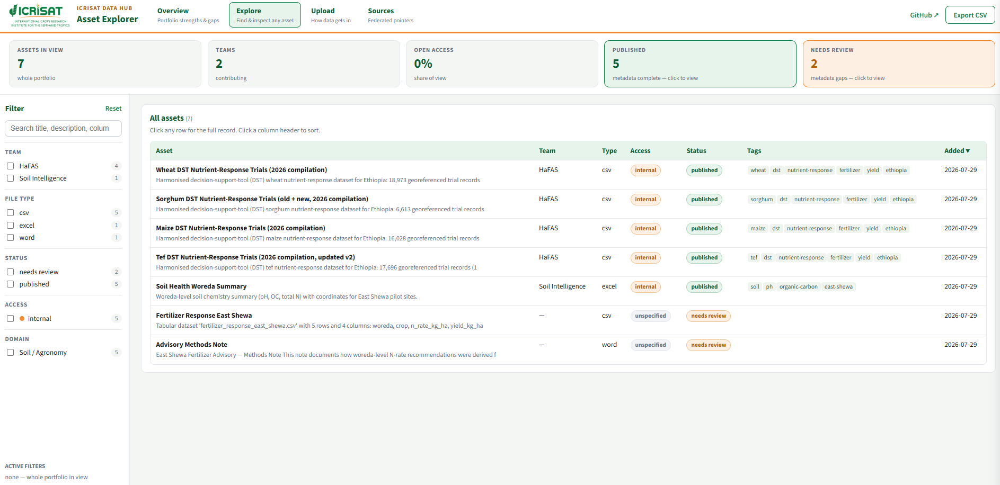 ICRISAT
INTERNATIONAL CROPS RESEARCH
INSTITUTE FOR THE SEMI-ARID TROPICS
ICRISAT DATA HUB
Asset Explorer
Overview
Portfolio strengths & gaps
Explore
Find & inspect any asset
Upload
How data gets in
Sources
Federated pointers
GitHub ↗
Export CSV
ASSETS IN VIEW
7
whole portfolio
TEAMS
2
contributing
OPEN ACCESS
0%
share of view
PUBLISHED
5
metadata complete — click to view
NEEDS REVIEW
2
metadata gaps — click to view
Filter
Reset
Search title, description, colum
TEAM
HaFAS 4
Soil Intelligence 1
FILE TYPE
csv 5
excel 1
word 1
STATUS
needs review 2
published 5
ACCESS
internal 5
DOMAIN
Soil / Agronomy 5
ACTIVE FILTERS
none — whole portfolio in view
All assets (7)
Click any row for the full record. Click a column header to sort.
Asset Team Type Access Status Tags Added ▼
Wheat DST Nutrient-Response Trials (2026 compilation) HaFAS csv internal published wheat dst nutrient-response fertilizer yield ethiopia 2026-07-29
Harmonised decision-support-tool (DST) wheat nutrient-response dataset for Ethiopia: 18,973 georeferenced trial records
Sorghum DST Nutrient-Response Trials (old + new, 2026 compilation) HaFAS csv internal published sorghum dst nutrient-response fertilizer yield ethiopia 2026-07-29
Harmonised decision-support-tool (DST) sorghum nutrient-response dataset for Ethiopia: 6,613 georeferenced trial records
Maize DST Nutrient-Response Trials (2026 compilation) HaFAS csv internal published maize dst nutrient-response fertilizer yield ethiopia 2026-07-29
Harmonised decision-support-tool (DST) maize nutrient-response dataset for Ethiopia: 16,028 georeferenced trial records
Tef DST Nutrient-Response Trials (2026 compilation, updated v2) HaFAS csv internal published tef dst nutrient-response fertilizer yield ethiopia 2026-07-29
Harmonised decision-support-tool (DST) tef nutrient-response dataset for Ethiopia: 17,696 georeferenced trial records (1
Soil Health Woreda Summary Soil Intelligence excel internal published soil ph organic-carbon east-shewa 2026-07-29
Woreda-level soil chemistry summary (pH, OC, total N) with coordinates for East Shewa pilot sites.
Fertilizer Response East Shewa — csv unspecified needs review 2026-07-29
Tabular dataset 'fertilizer_response_east_shewa.csv' with 5 rows and 4 columns: woreda, crop, n_rate_kg_ha, yield_kg_ha
Advisory Methods Note — word unspecified needs review 2026-07-29
East Shewa Fertilizer Advisory — Methods Note This note documents how woreda-level N-rate recommendations were derived f